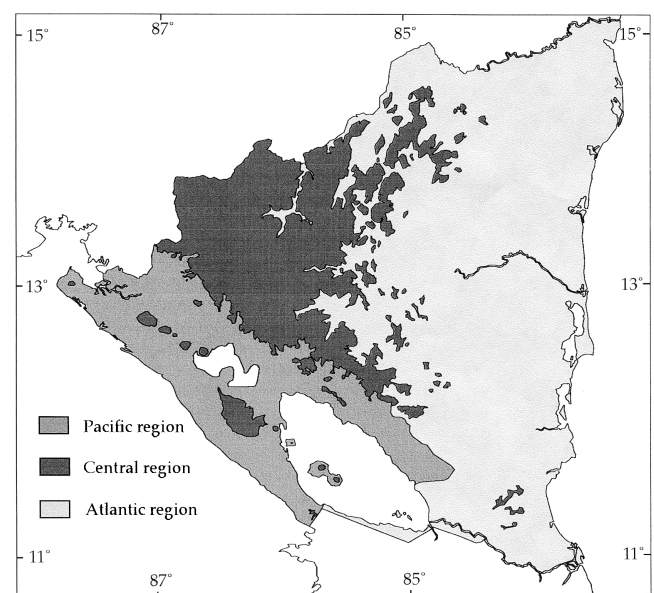 87° 85°
15° 15°
13° 13°
Pacific region
Central region
Atlantic region
11° 11°
87° 85°